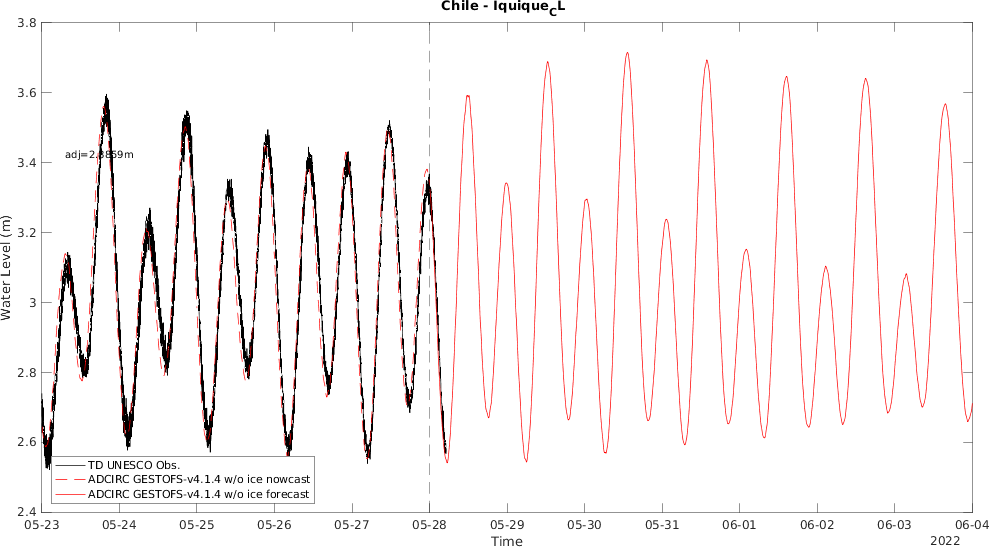 Chile - Iquique_CL
3.8
3.6
3.4
3.2
3
2.8
2.6
2.4
Water Level (m)
adj=2.8859m
TD UNESCO Obs.
ADCIRC GESTOFS-v4.1.4 w/o ice nowcast
ADCIRC GESTOFS-v4.1.4 w/o ice forecast
05-23 05-24 05-25 05-26 05-27 05-28 05-29 05-30 05-31 06-01 06-02 06-03 06-04
Time
2022